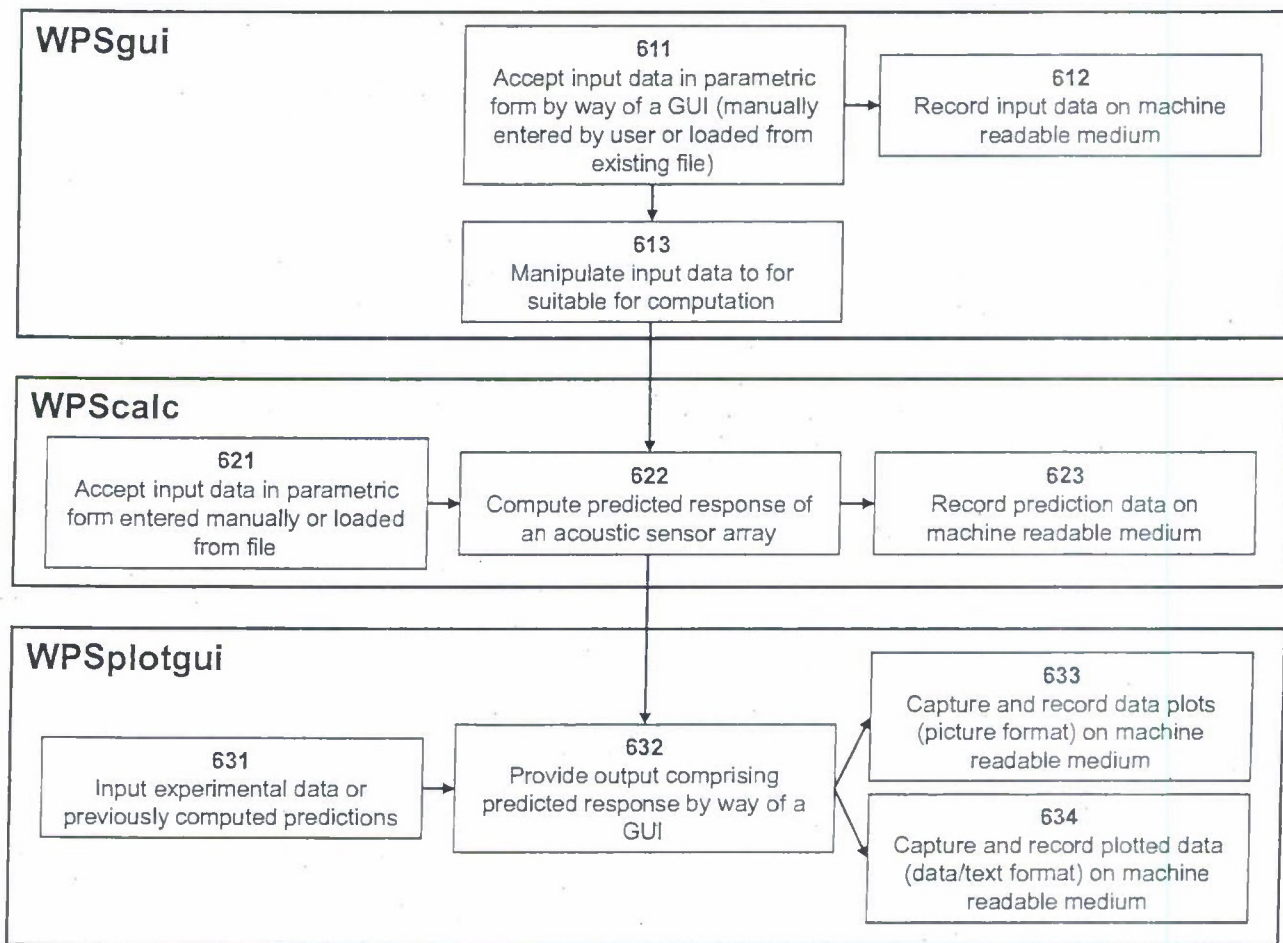 WPSgui
611
Accept input data in parametric
form by way of a GUI (manually
entered by user or loaded from
existing file)
612
Record input data on machine
readable medium
613
Manipulate input data to for
suitable for computation
WPScalc
621
Accept input data in parametric
form entered manually or loaded
from file
622
Compute predicted response of
an acoustic sensor array
623
Record prediction data on
machine readable medium
WPSplotgui
631
Input experimental data or
previously computed predictions
632
Provide output comprising
predicted response by way of a
GUI
633
Capture and record data plots
(picture format) on machine
readable medium
634
Capture and record plotted data
(data/text format) on machine
readable medium